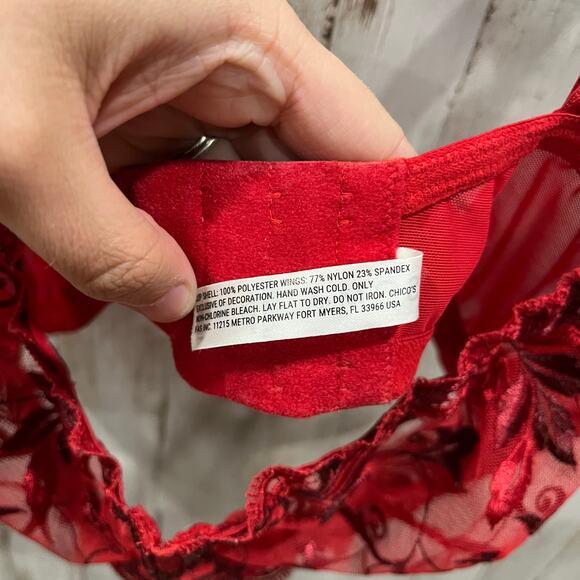 SHELL: 100% POLYESTER WINGS: 77% NYLON 23% SPANDEX
EXCLUSIVE OF DECORATION. HAND WASH COLD. ONLY
NON-CHLORINE BLEACH. LAY FLAT TO DRY. DO NOT IRON. CHICO'S
FAS INC. 11215 METRO PARKWAY FORT MYERS, FL 33966 USA